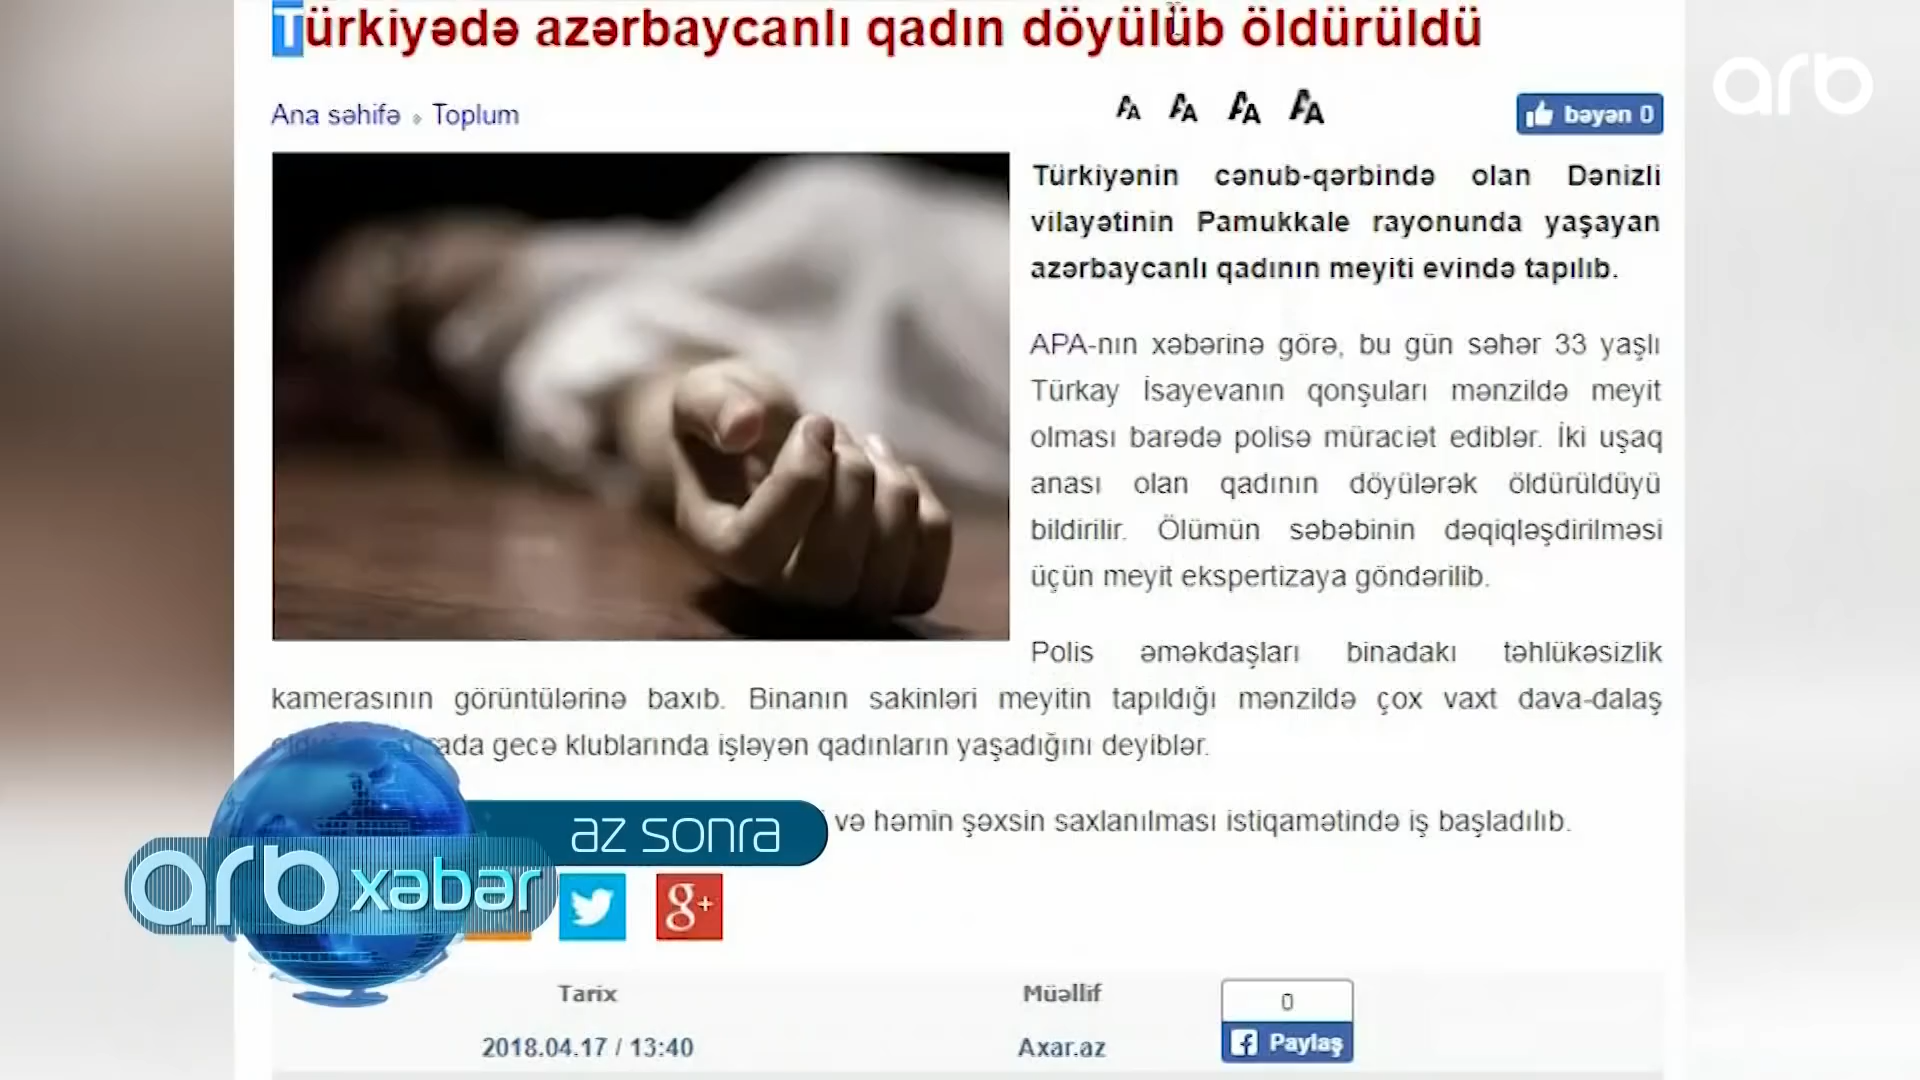 Türkiyədə azərbaycanlı qadın döyülüb öldürüldü
arb
Ana səhifə » Toplum
AA AA AA AA
bəyən 0
Türkiyənin cənub-qərbində olan Dənizli
vilayətinin Pamukkale rayonunda yaşayan
azərbaycanlı qadının meyiti evində tapılıb.
APA-nın xəbərinə görə, bu gün səhər 33 yaşlı
Türkay İsayevanın qonşuları mənzildə meyit
olması barədə polisə müraciət ediblər. İki uşaq
anası olan qadının döyülərək öldürüldüyü
bildirilir. Ölümün səbəbinin dəqiqləşdirilməsi
üçün meyit ekspertizaya göndərilib.
Polis əməkdaşları binadakı təhlükəsizlik
kamerasının görüntülərinə baxıb. Binanın sakinləri meyitin tapıldığı mənzildə çox vaxt dava-dalaş
gecə klublarında işləyən qadınların yaşadığını deyiblər.
və həmin şəxsin saxlanılması istiqamətində iş başladılıb.
az sonra
arb xəbər
g+
Tarix
Müəllif
0
2018.04.17 / 13:40
Axar.az
Paylaş